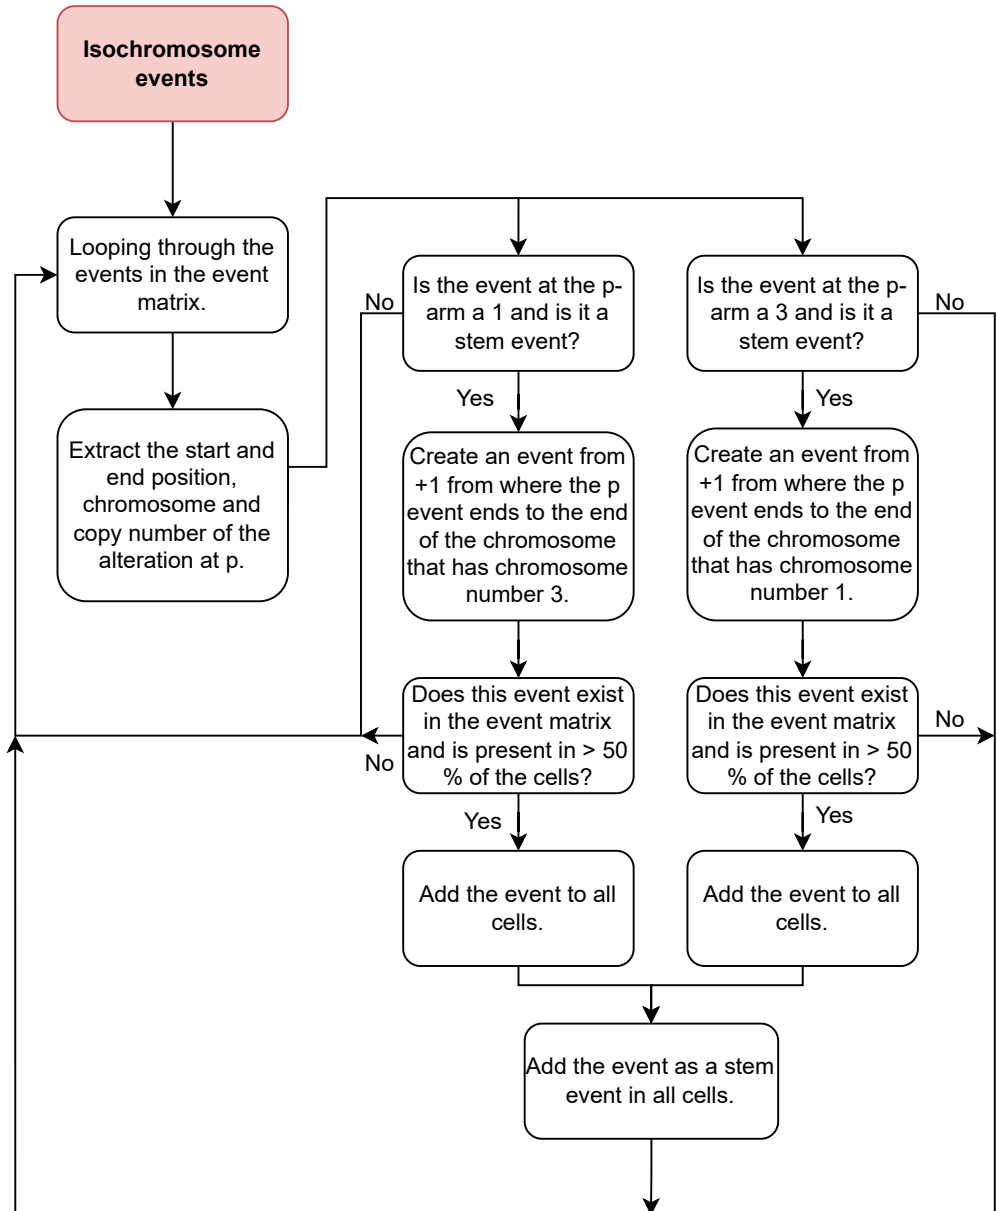 Isochromosome
events
Looping through the
events in the event
matrix.
Extract the start and
end position,
chromosome and
copy number of the
alteration at p.
No
Is the event at the p-
arm a 1 and is it a
stem event?
Yes
Create an event from
+1 from where the p
event ends to the end
of the chromosome
that has chromosome
number 3.
Does this event exist
in the event matrix
and is present in > 50
% of the cells?
No
Yes
Add the event to all
cells.
Is the event at the p-
arm a 3 and is it a
stem event?
No
Yes
Create an event from
+1 from where the p
event ends to the end
of the chromosome
that has chromosome
number 1.
Does this event exist
in the event matrix
and is present in > 50
% of the cells?
No
Yes
Add the event to all
cells.
Add the event as a stem
event in all cells.